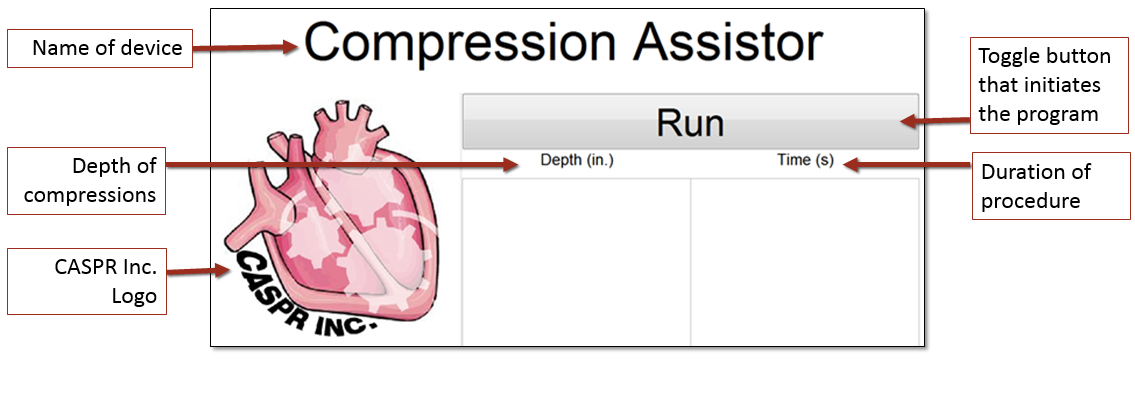 Compression Assistor
Name of device
Toggle button
that initiates
the program
Run
Depth of
compressions
Depth (in.)
Time (s)
Duration of
procedure
CASPR Inc.
Logo
CASPR INC.